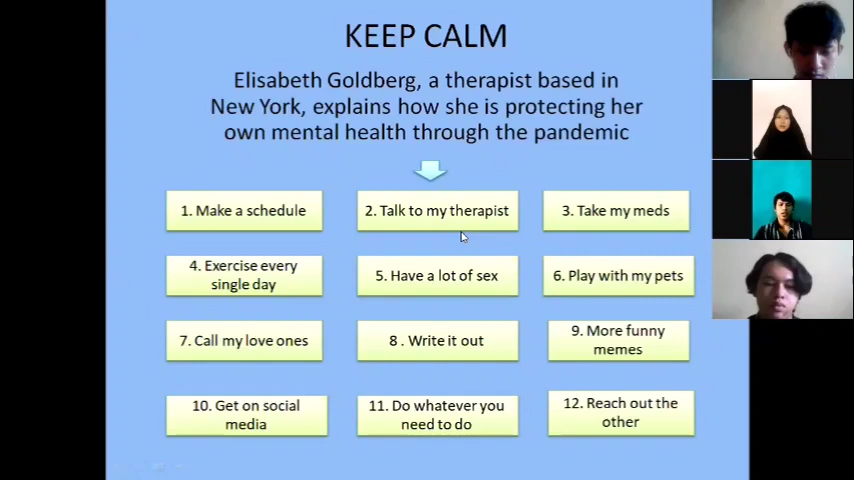 KEEP CALM
Elisabeth Goldberg, a therapist based in
New York, explains how she is protecting her
own mental health through the pandemic
1. Make a schedule
2. Talk to my therapist
3. Take my meds
4. Exercise every
single day
5. Have a lot of sex
6. Play with my pets
7. Call my love ones
8 . Write it out
9. More funny
memes
10. Get on social
media
11. Do whatever you
need to do
12. Reach out the
other